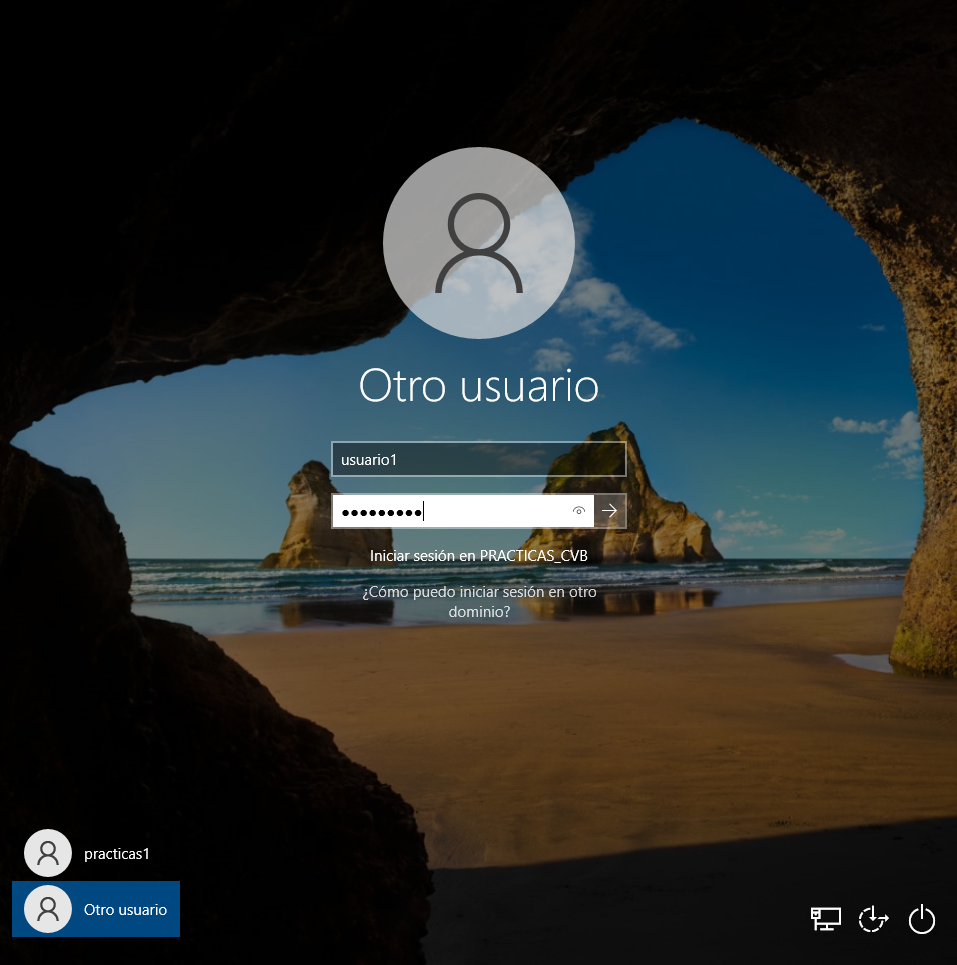 Otro usuario
usuario1
Iniciar sesión en PRACTICAS_CVB
¿Cómo puedo iniciar sesión en otro
dominio?
practicas1
Otro usuario